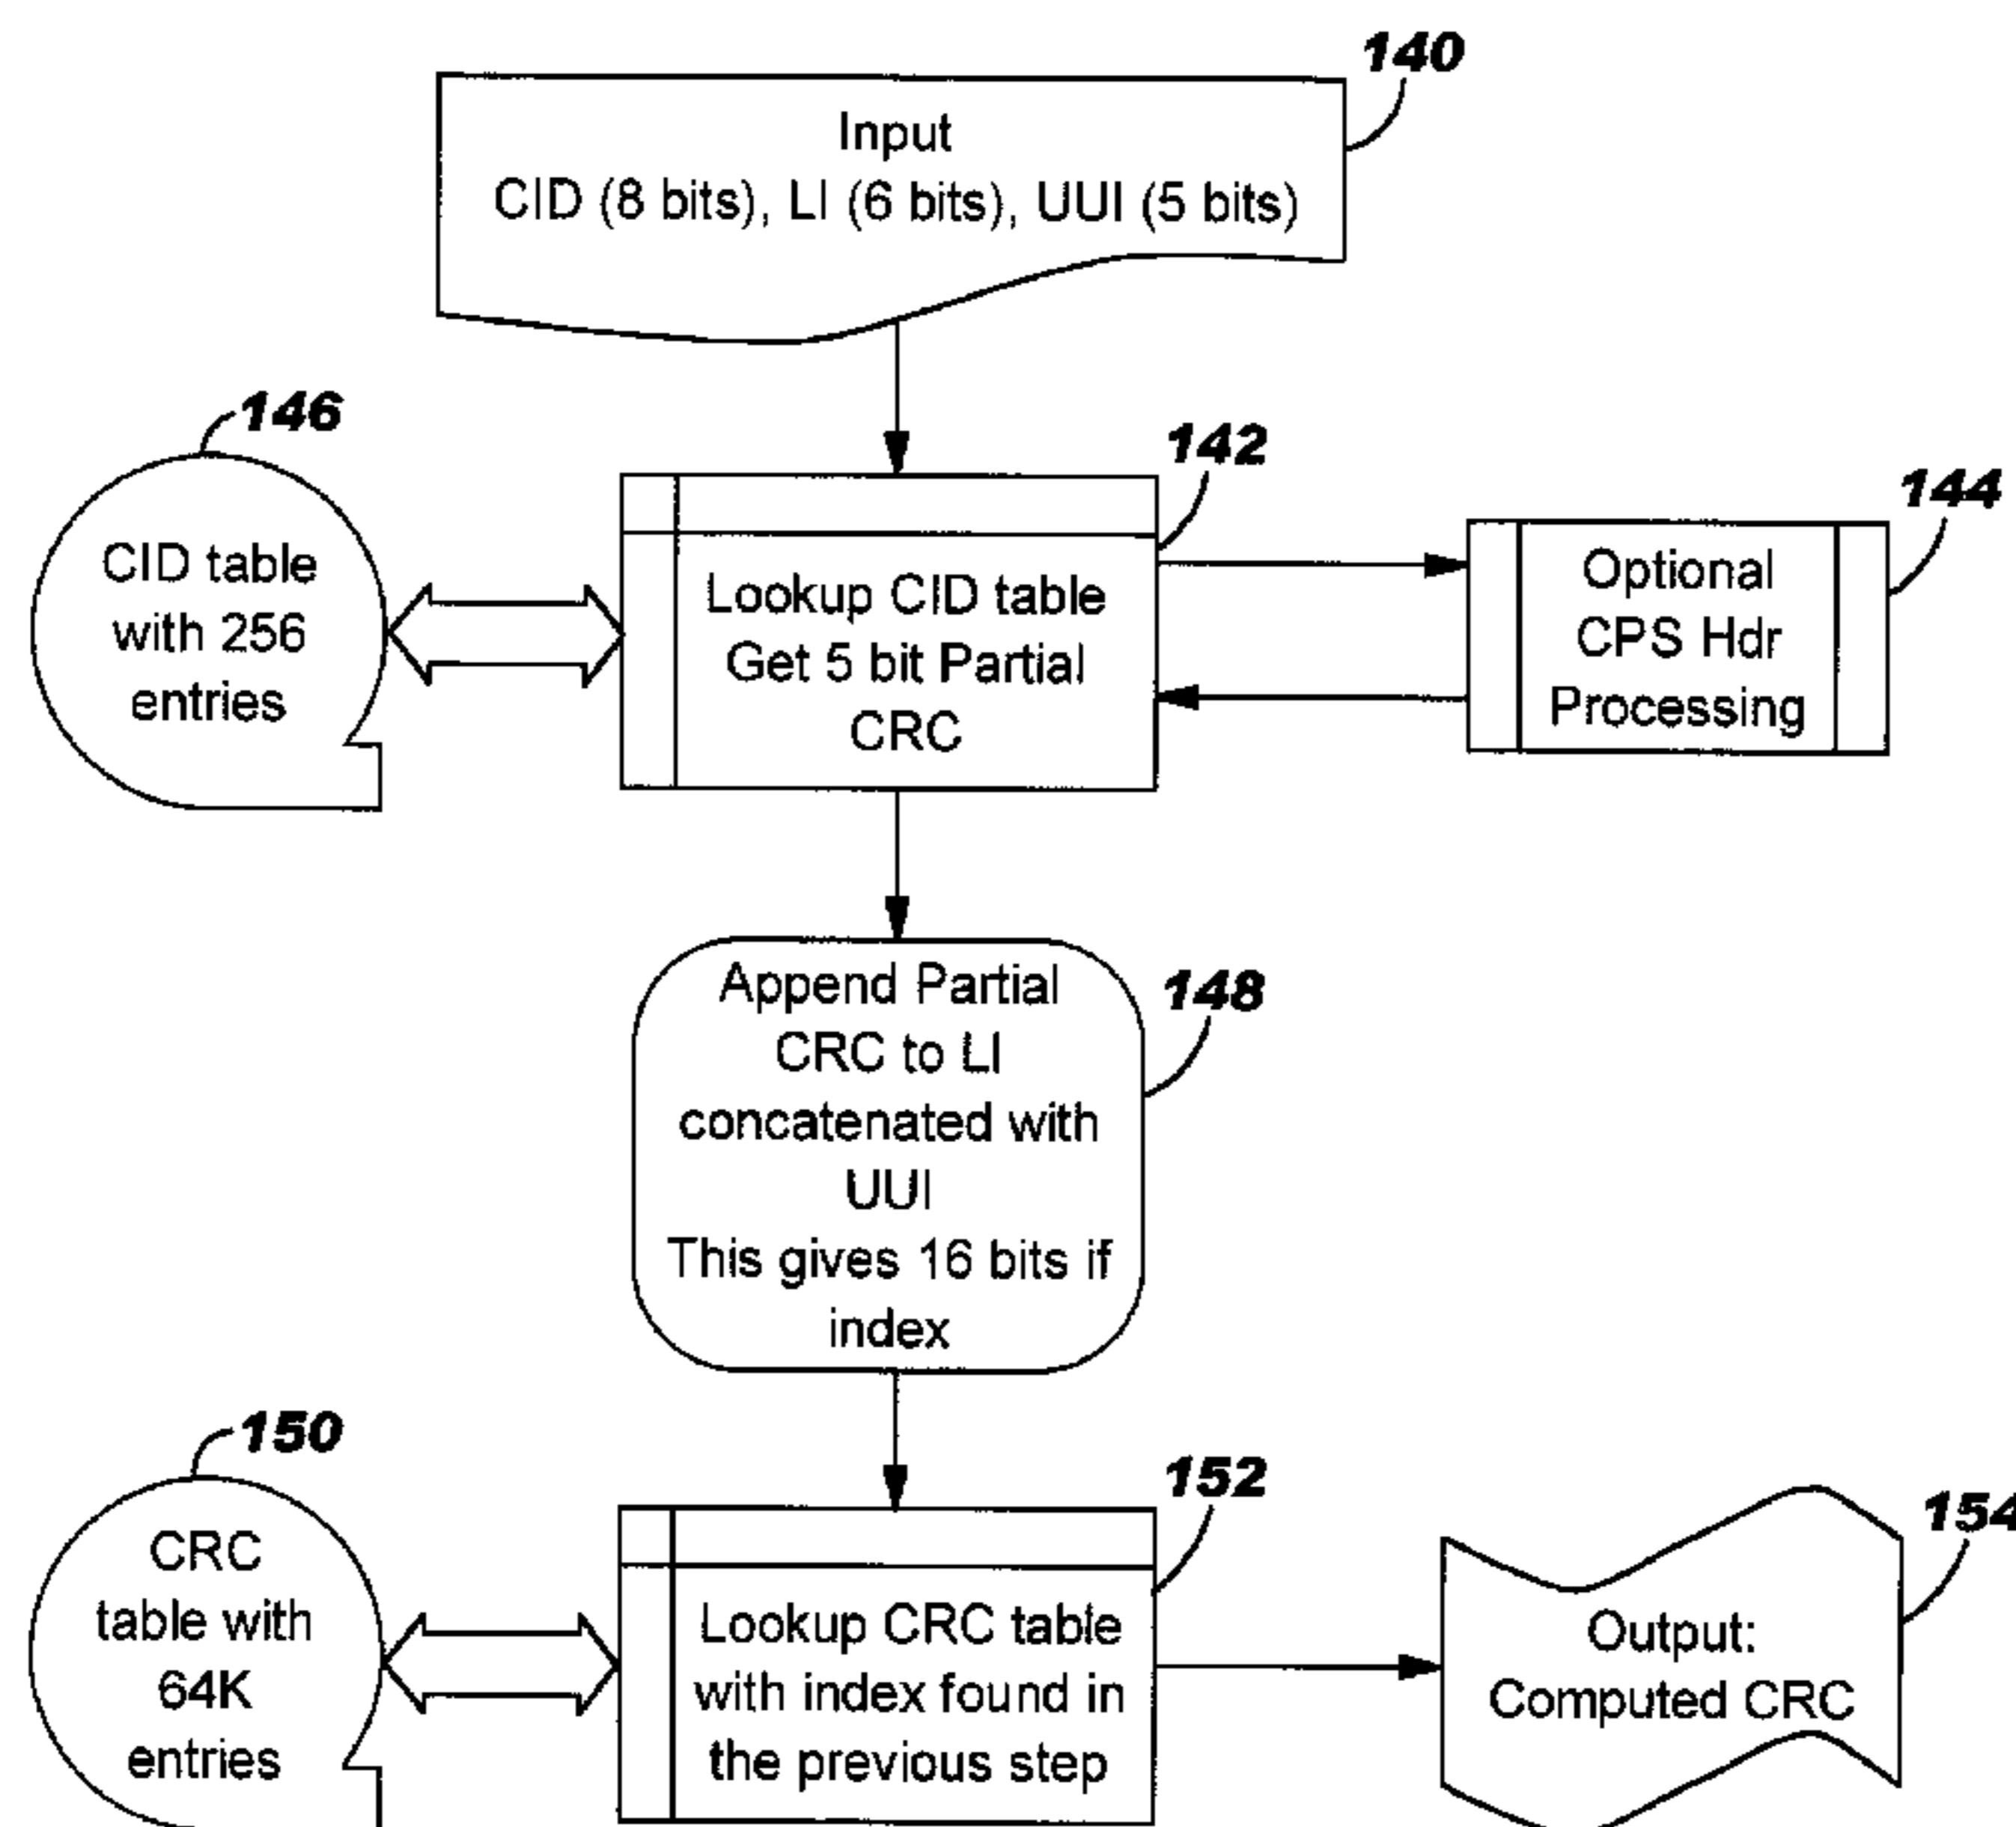 140
Input
CID (8 bits), LI (6 bits), UUI (5 bits)
146
142
144
CID table
with 256
entries
Lookup CID table
Get 5 bit Partial
CRC
Optional
CPS Hdr
Processing
148
Append Partial
CRC to LI
concatenated with
UUI
This gives 16 bits if
index
150
152
154
CRC
table with
64K
entries
Lookup CRC table
with index found in
the previous step
Output:
Computed CRC